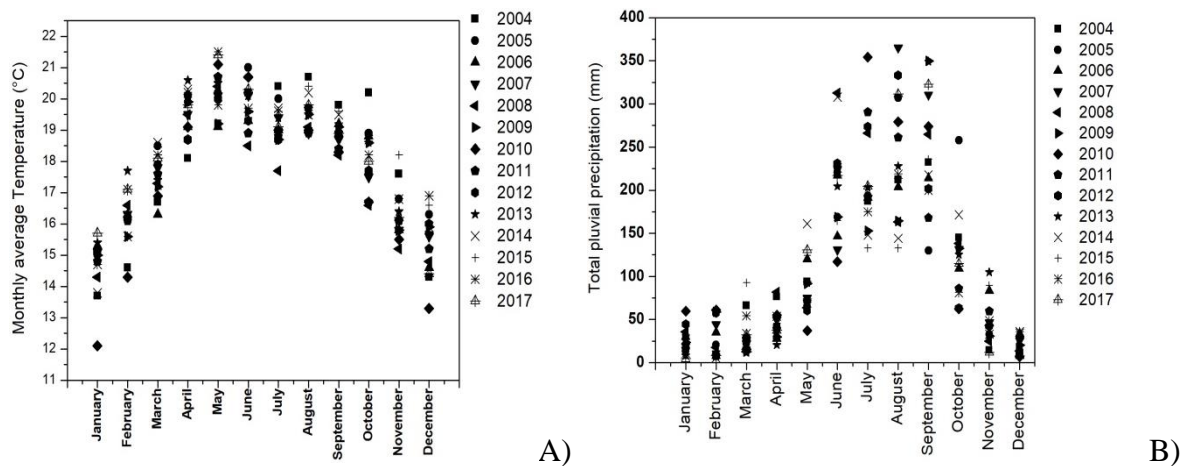 Monthly average Temperature (°C)
22
21
20
19
18
17
16
15
14
13
12
11
January
February
March
April
May
June
July
August
September
October
November
December
2004
2005
2006
2007
2008
2009
2010
2011
2012
2013
2014
2015
2016
2017
A)
Total pluvial precipitation (mm)
400
350
300
250
200
150
100
50
0
January
February
March
April
May
June
July
August
September
October
November
December
2004
2005
2006
2007
2008
2009
2010
2011
2012
2013
2014
2015
2016
2017
B)